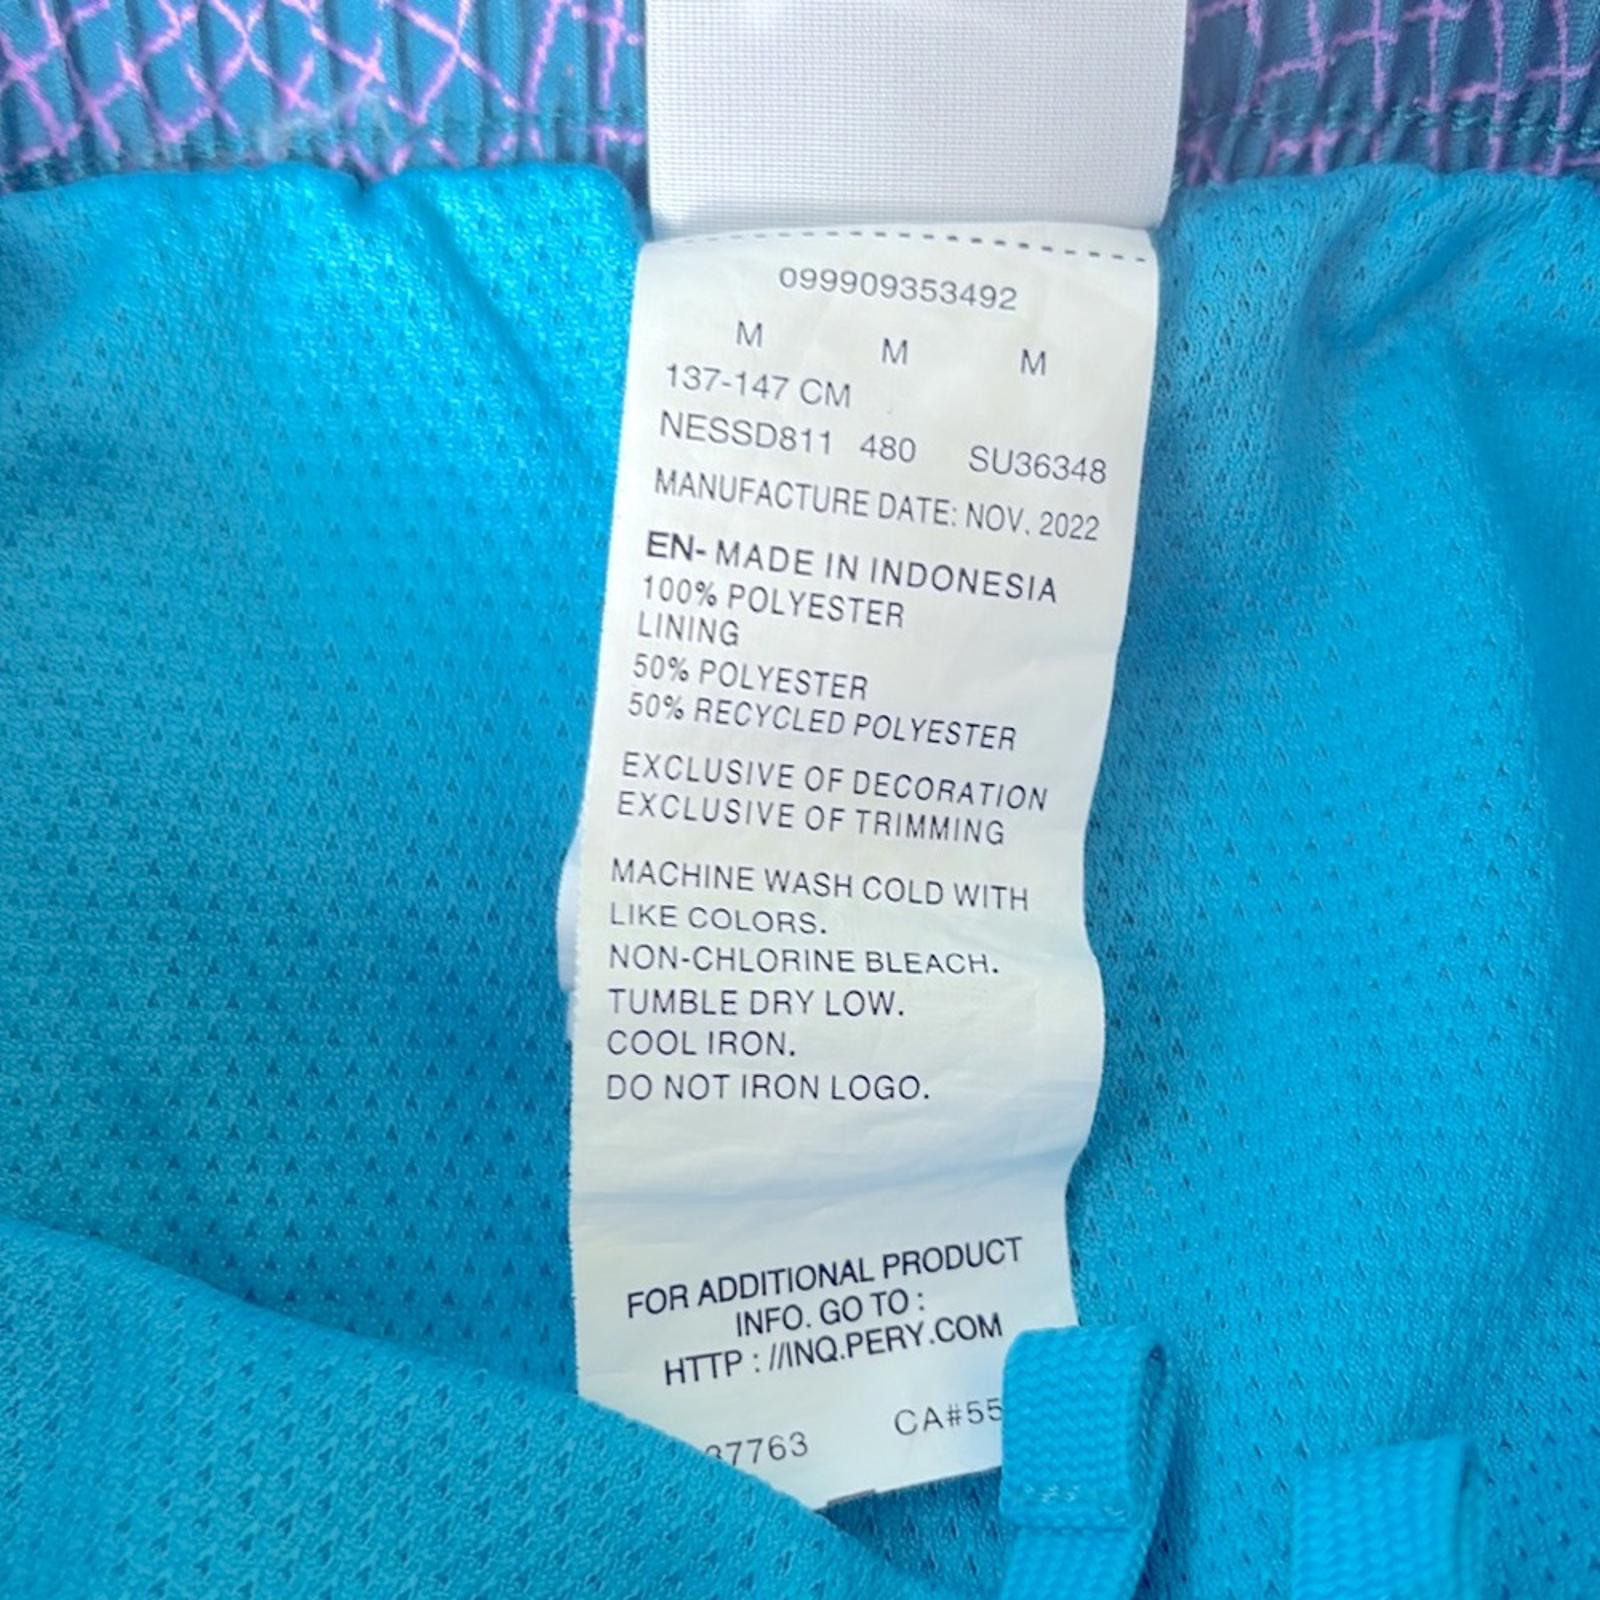 099909353492
M M M
137-147 CM
NESSD811 480 SU36348
MANUFACTURE DATE: NOV. 2022
EN- MADE IN INDONESIA
100% POLYESTER
LINING
50% POLYESTER
50% RECYCLED POLYESTER
EXCLUSIVE OF DECORATION
EXCLUSIVE OF TRIMMING
MACHINE WASH COLD WITH
LIKE COLORS.
NON-CHLORINE BLEACH.
TUMBLE DRY LOW.
COOL IRON.
DO NOT IRON LOGO.
FOR ADDITIONAL PRODUCT
INFO. GO TO :
HTTP : //INQ.PERY.COM